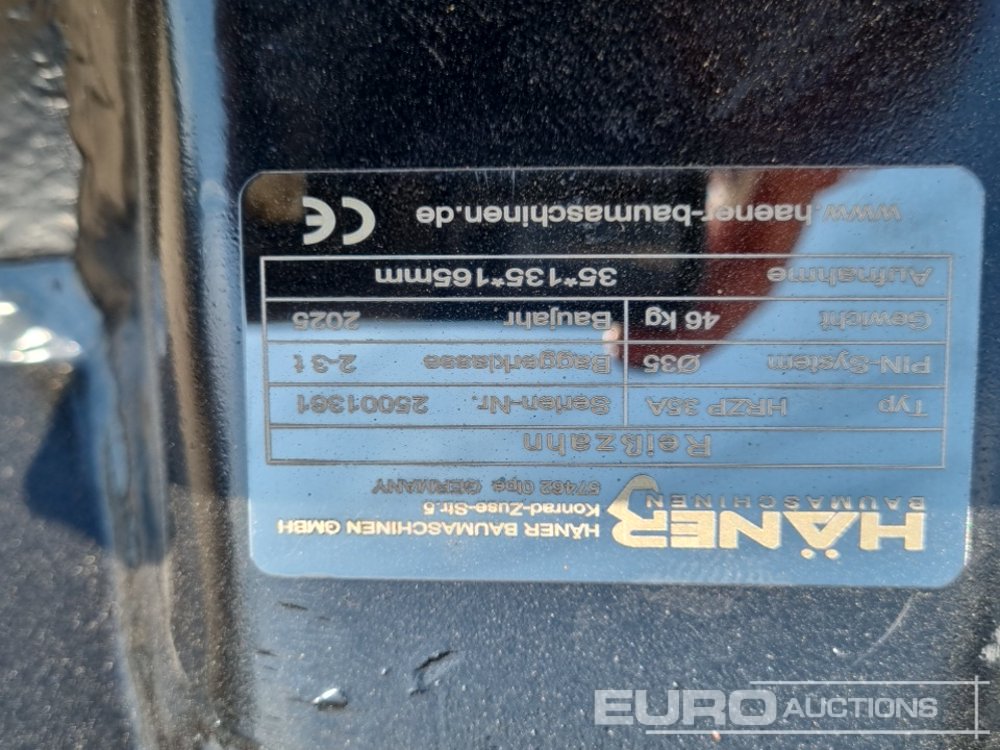 HÄNER
BAUMASCHINEN
HÄNER BAUMASCHINEN GMBH
Konrad-Zuse-Str.5
57462 Olpe GERMANY
Reißzahn
Typ HRZP 35A Serien-Nr. 25001361
PIN-System Ø35 Baggerklasse 2-3 t
Gewicht 46 kg Baujahr 2025
Aufnahme 35*135*165mm
www.haener-baumaschinen.de CE
EURO AUCTIONS